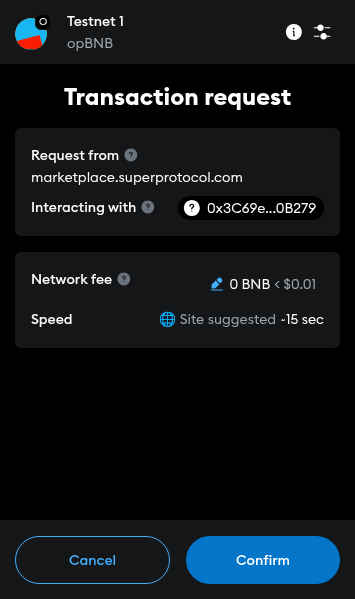 Testnet 1
opBNB
Transaction request
Request from
marketplace.superprotocol.com
Interacting with 0x3C69e...0B279
Network fee 0 BNB < $0.01
Speed Site suggested ~15 sec
Cancel Confirm